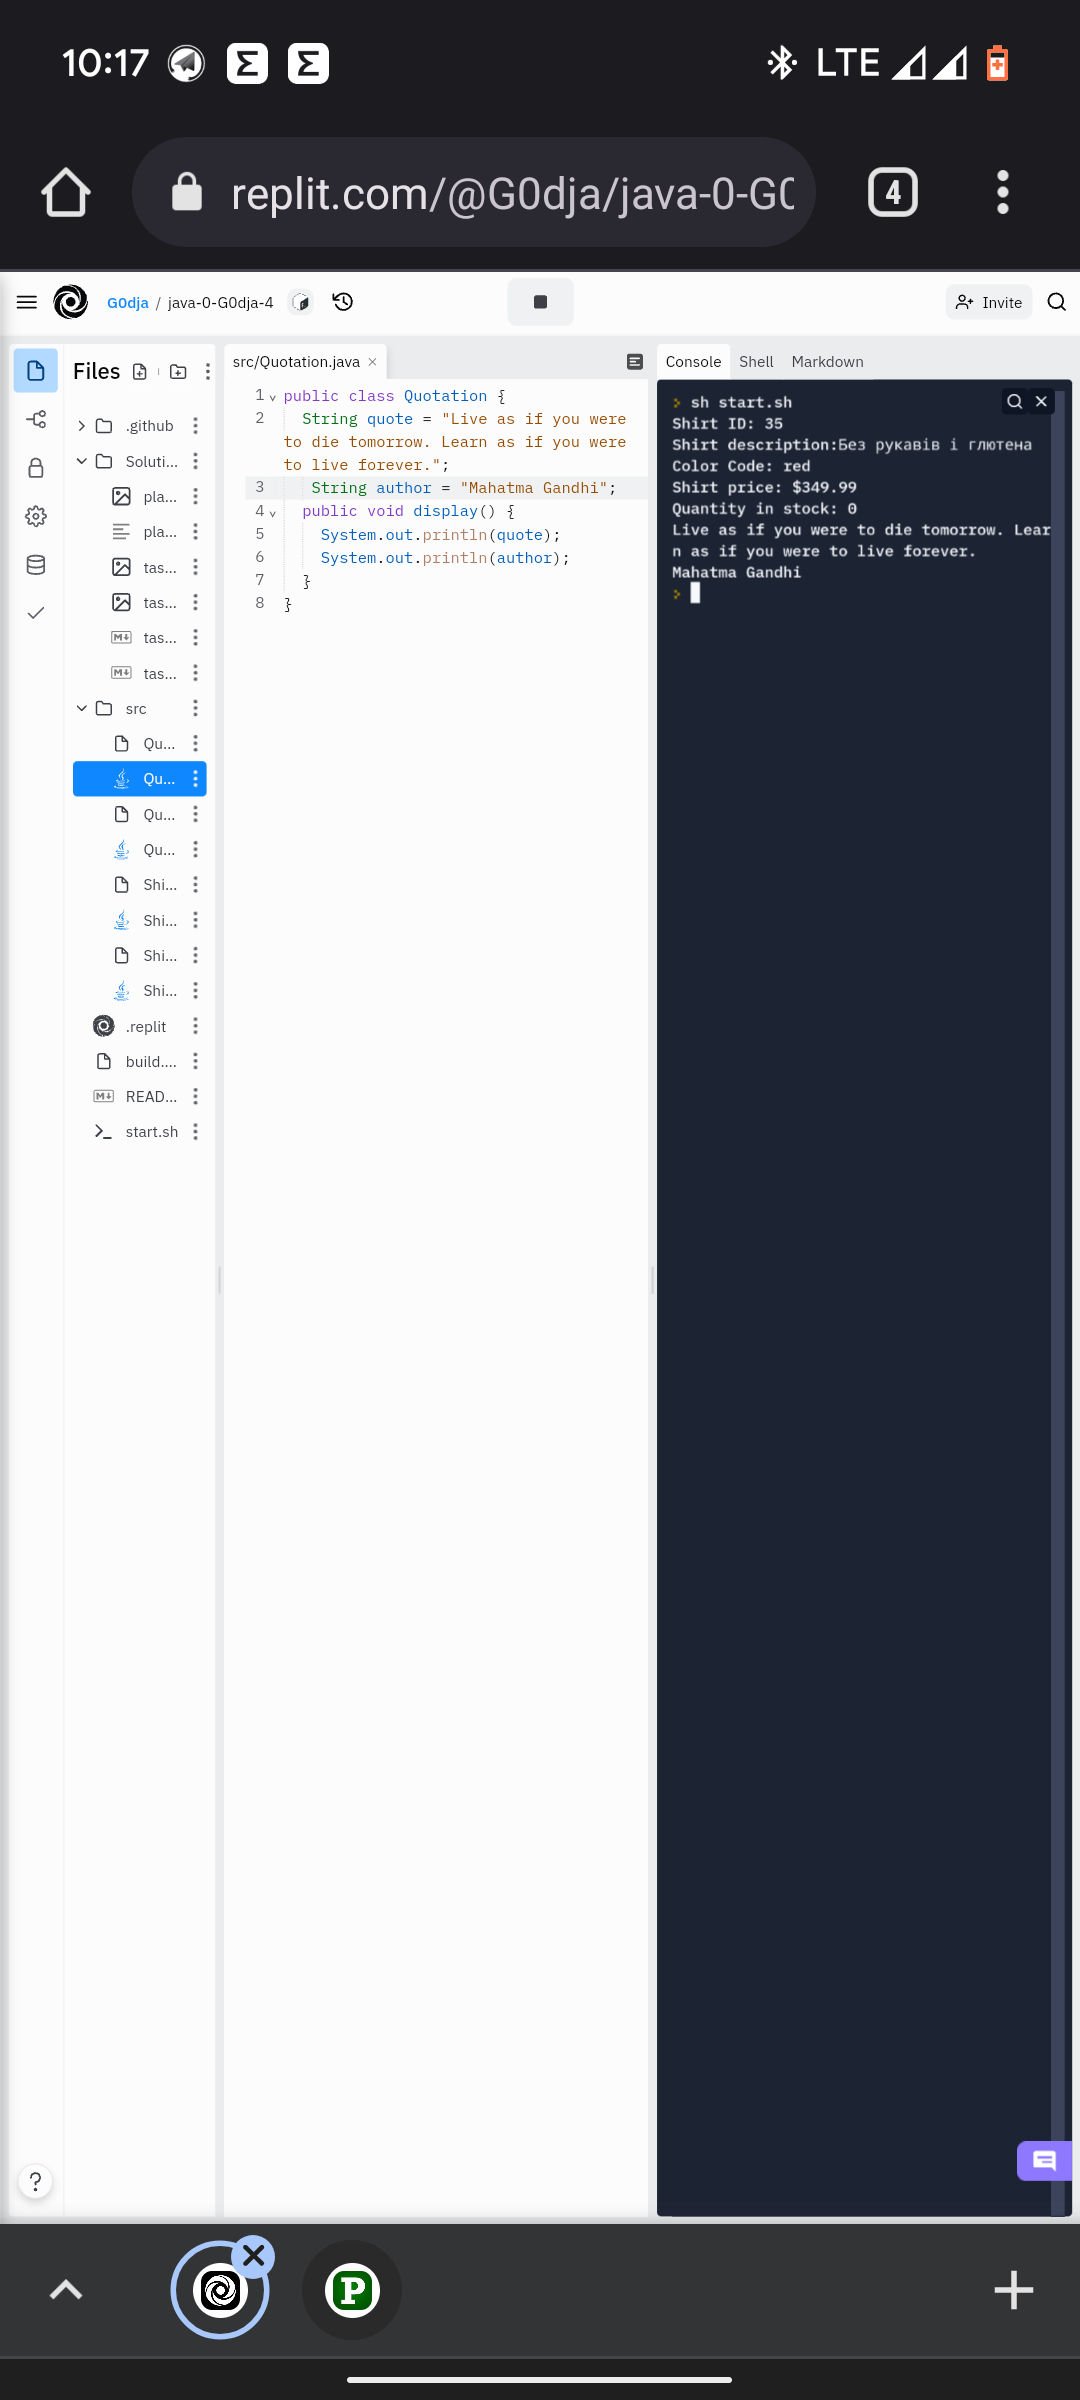 10:17 LTE
replit.com/@G0dja/java-0-G0
4
G0dja / java-0-G0dja-4
Invite
Files
.github
Soluti...
pla...
pla...
tas...
tas...
tas...
tas...
src
Qu...
Qu...
Qu...
Qu...
Shi...
Shi...
Shi...
Shi...
.replit
build....
READ...
start.sh
src/Quotation.java
1 public class Quotation {
2 String quote = "Live as if you were
to die tomorrow. Learn as if you were
to live forever.";
3 String author = "Mahatma Gandhi";
4 public void display() {
5 System.out.println(quote);
6 System.out.println(author);
7 }
8 }
Console Shell Markdown
sh start.sh
Shirt ID: 35
Shirt description:Без рукавів і глютена
Color Code: red
Shirt price: $349.99
Quantity in stock: 0
Live as if you were to die tomorrow. Lear
n as if you were to live forever.
Mahatma Gandhi
?
P